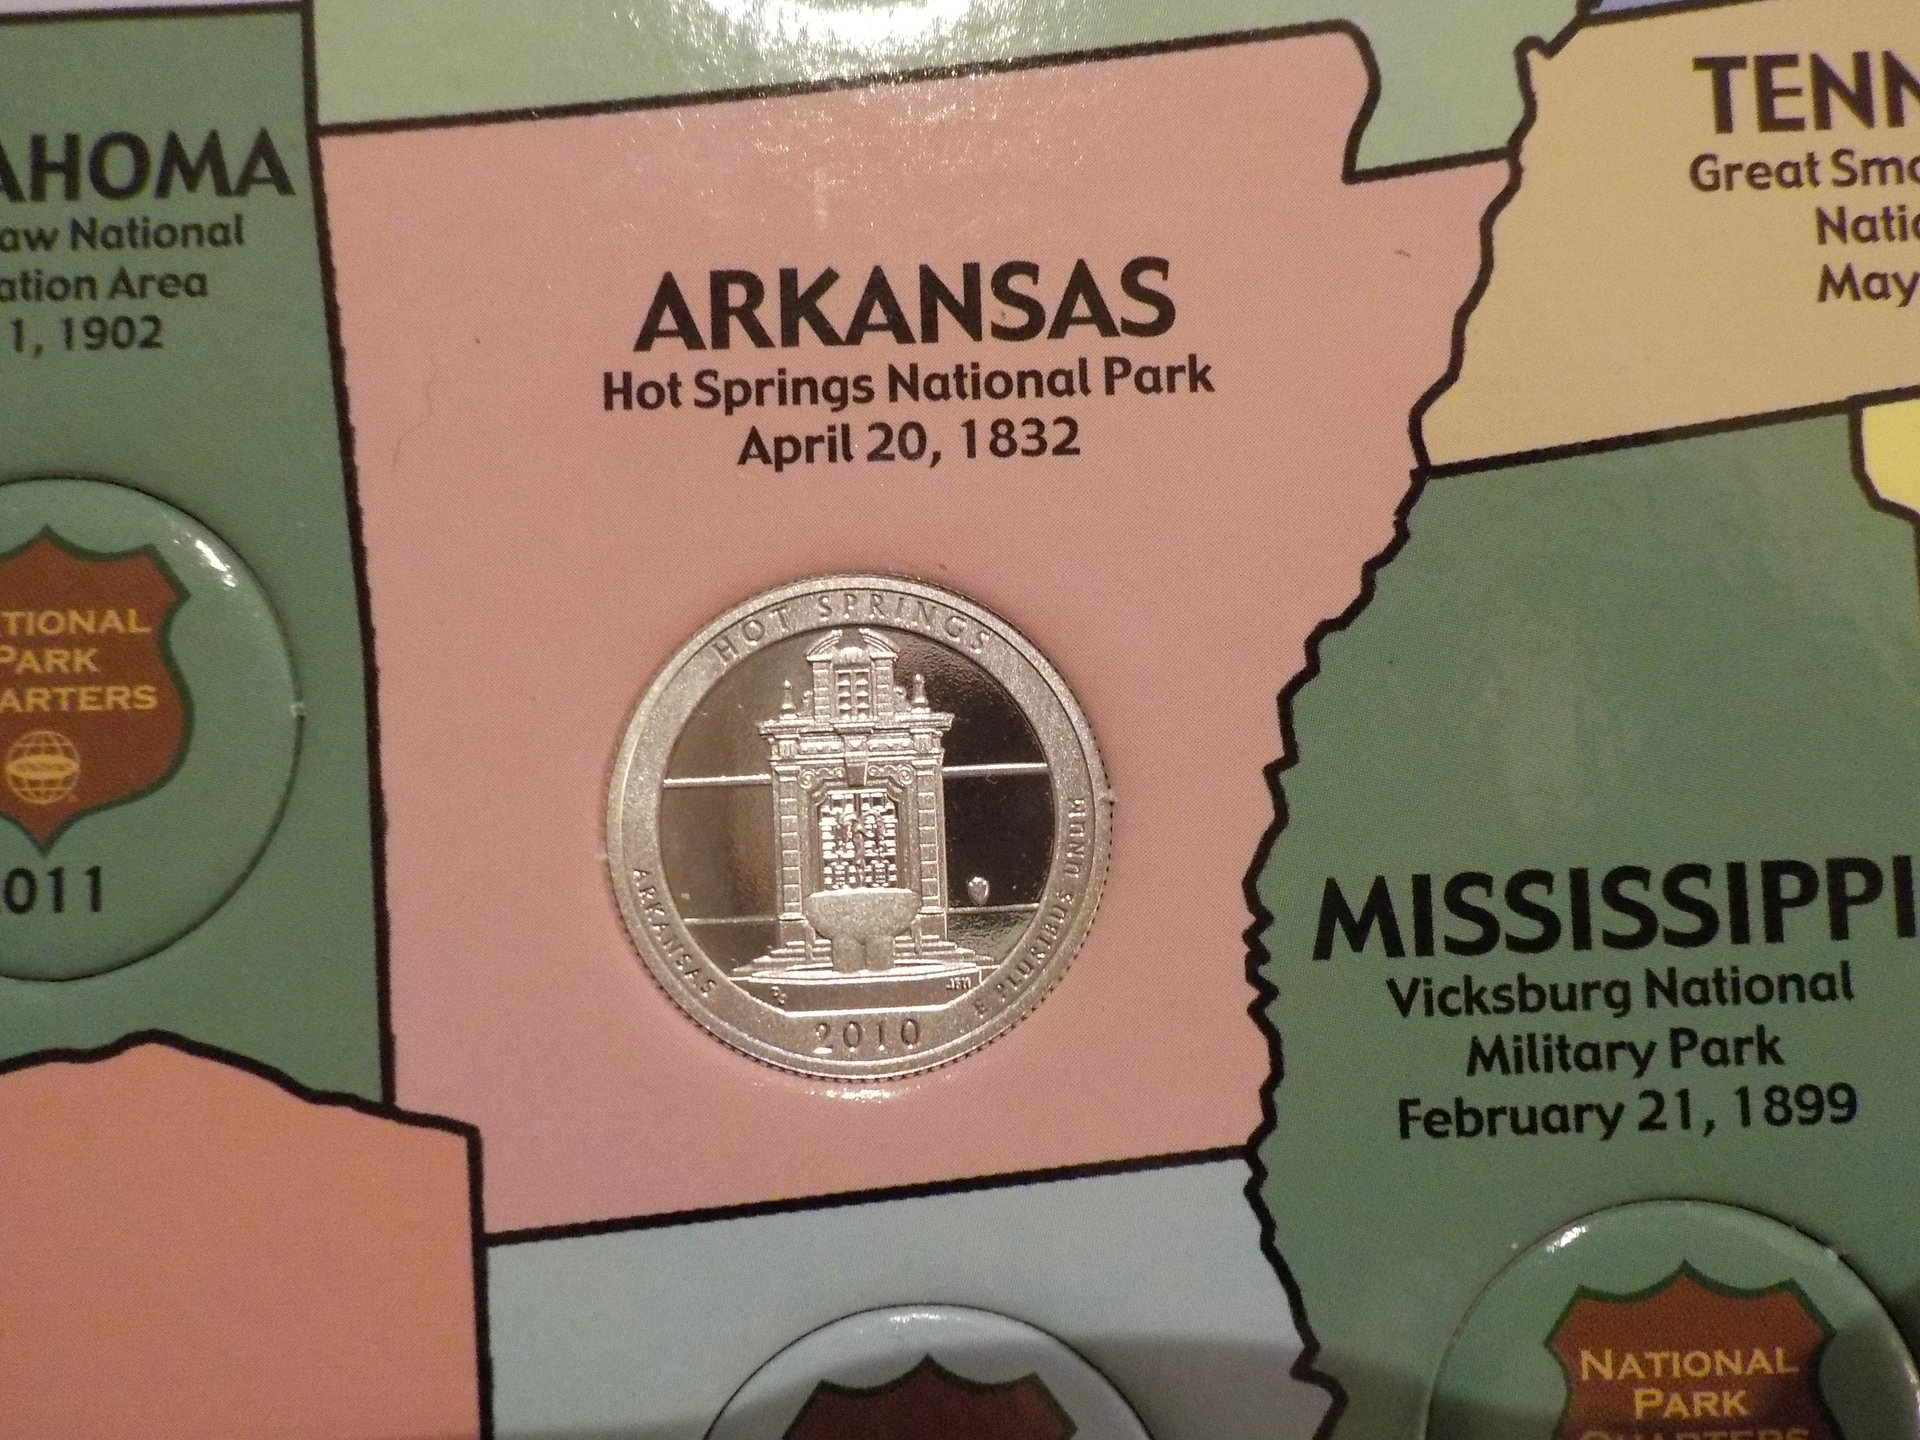 AHOMA
aw National
ation Area
1, 1902
TIONAL
PARK
ARTERS
011
ARKANSAS
Hot Springs National Park
April 20, 1832
HOT SPRINGS
ARKANSAS
E PLURIBUS UNUM
2010
TENN
Great Smo
Natio
May
MISSISSIPPI
Vicksburg National
Military Park
February 21, 1899
NATIONAL
PARK
QUARTERS